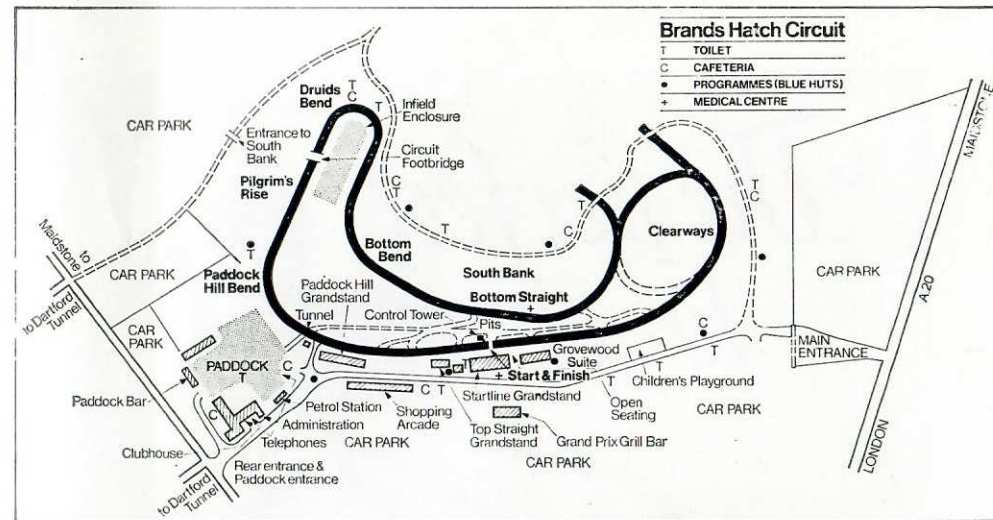 Brands Hatch Circuit
T TOILET
C CAFETERIA
● PROGRAMMES (BLUE HUTS)
+ MEDICAL CENTRE
Druids
Bend
T
C
T
Infield
Enclosure
CAR PARK
Entrance to
South
Bank
Circuit
Footbridge
Pilgrim's
Rise
C
T
T
C
T
T
C
MAIDSTONE
A.20
LONDON
Clearways
CAR PARK
to
Maidstone
T
CAR PARK
Paddock
Hill Bend
Bottom
Bend
South Bank
Bottom Straight
+
Paddock Hill
Grandstand
Tunnel
Control Tower
Pits
to Dartford
Tunnel
CAR
PARK
PADDOCK
T
C
C
Grovewood
Suite
C
T
T
MAIN
ENTRANCE
T
+ Start & Finish
Startline Grandstand
Children's Playground
T
T
Open
Seating
CAR PARK
Paddock Bar
C
Petrol Station
Administration
Telephones
C
T
Shopping
Arcade
CAR PARK
Top Straight
Grandstand
Grand Prix Grill Bar
CAR PARK
Clubhouse
Rear entrance &
Paddock entrance
to Dartford
Tunnel